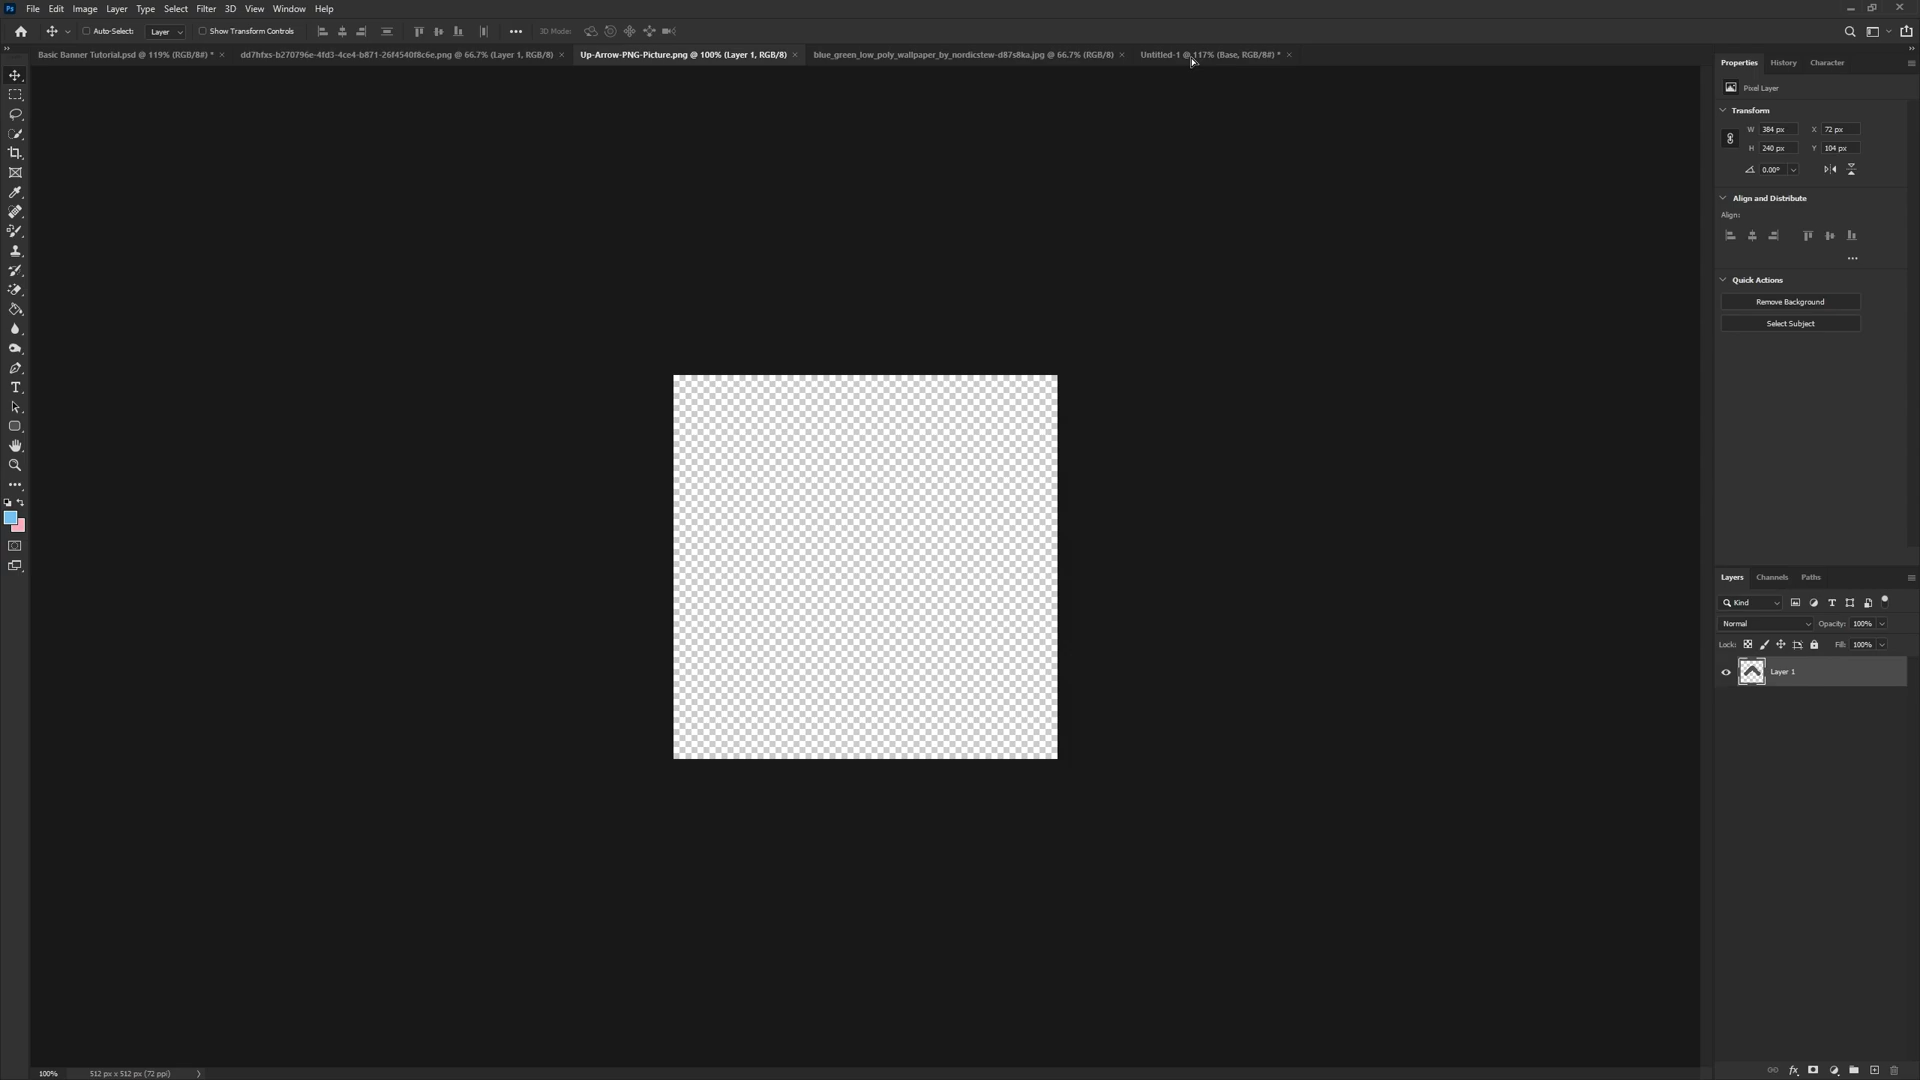 Ps File Edit Image Layer Type Select Filter 3D View Window Help
Auto-Select: Layer Show Transform Controls 3D Mode:
Basic Banner Tutorial.psd @ 119% (RGB/8#) * × dd7hfxs-b270796e-4fd3-4ce4-b871-26f4540f8c6e.png @ 66.7% (Layer 1, RGB/8) × Up-Arrow-PNG-Picture.png @ 100% (Layer 1, RGB/8) × blue_green_low_poly_wallpaper_by_nordicstew-d87s8ka.jpg @ 66.7% (RGB/8) × Untitled-1 @ 117% (Base, RGB/8#) * ×
Properties History Character
Pixel Layer
Transform
W 384 px X 72 px
H 240 px Y 104 px
0.00°
Align and Distribute
Align:
Quick Actions
Remove Background
Select Subject
Layers Channels Paths
Kind
Normal Opacity: 100%
Lock: Fill: 100%
Layer 1
100% 512 px x 512 px (72 ppi)